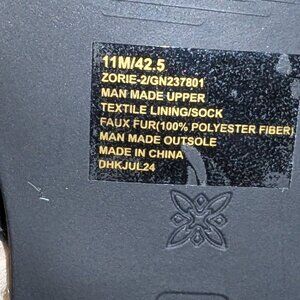 11M/42.5
ZORIE-2/GN237801
MAN MADE UPPER
TEXTILE LINING/SOCK
FAUX FUR(100% POLYESTER FIBER)
MAN MADE OUTSOLE
MADE IN CHINA
DHKJUL24